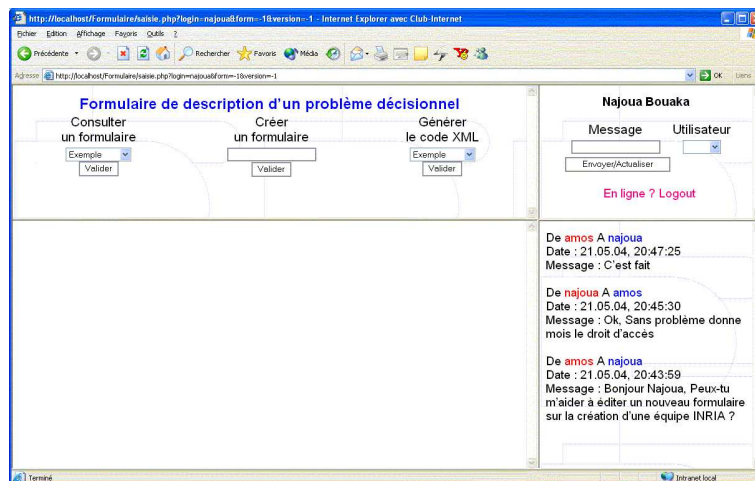 http://localhost/Formulaire/saisie.php?login=najoua&form=-1&version=-1 - Internet Explorer avec Club-Internet
Fichier Edition Affichage Favoris Outils ?
Précédente Rechercher Favoris Média
Adresse http://localhost/Formulaire/saisie.php?login=najoua&form=-1&version=-1 OK Liens
Formulaire de description d'un problème décisionnel
Consulter
un formulaire
Exemple
Valider
Créer
un formulaire
Valider
Générer
le code XML
Exemple
Valider
Najoua Bouaka
Message Utilisateur
Envoyer/Actualiser
En ligne ? Logout
De amos A najoua
Date : 21.05.04, 20:47:25
Message : C'est fait
De najoua A amos
Date : 21.05.04, 20:45:30
Message : Ok, Sans problème donne
mois le droit d'accès
De amos A najoua
Date : 21.05.04, 20:43:59
Message : Bonjour Najoua, Peux-tu
m'aider à éditer un nouveau formulaire
sur la création d'une équipe INRIA ?
Terminé Intranet local